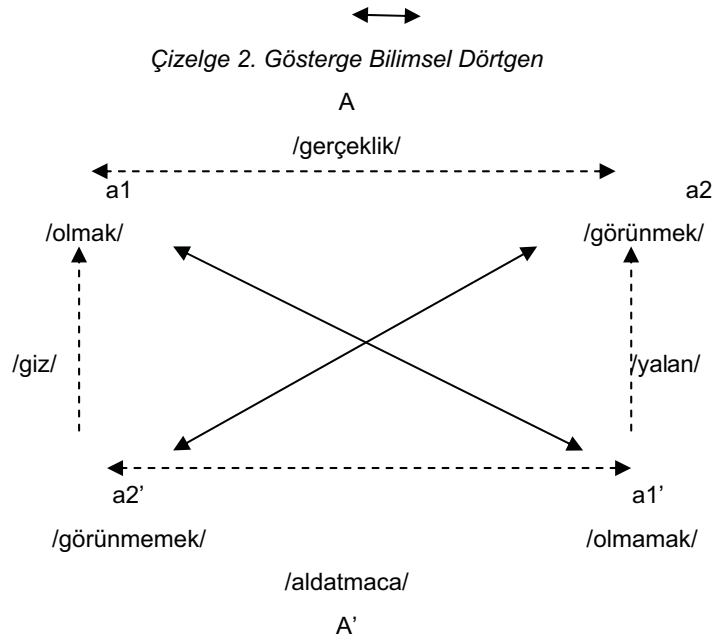 Çizelge 2. Gösterge Bilimsel Dörtgen
A
/gerçeklik/
a1 a2
/olmak/ /görünmek/
/giz/ /yalan/
a2’ a1’
/görünmemek/ /olmamak/
/aldatmaca/
A’